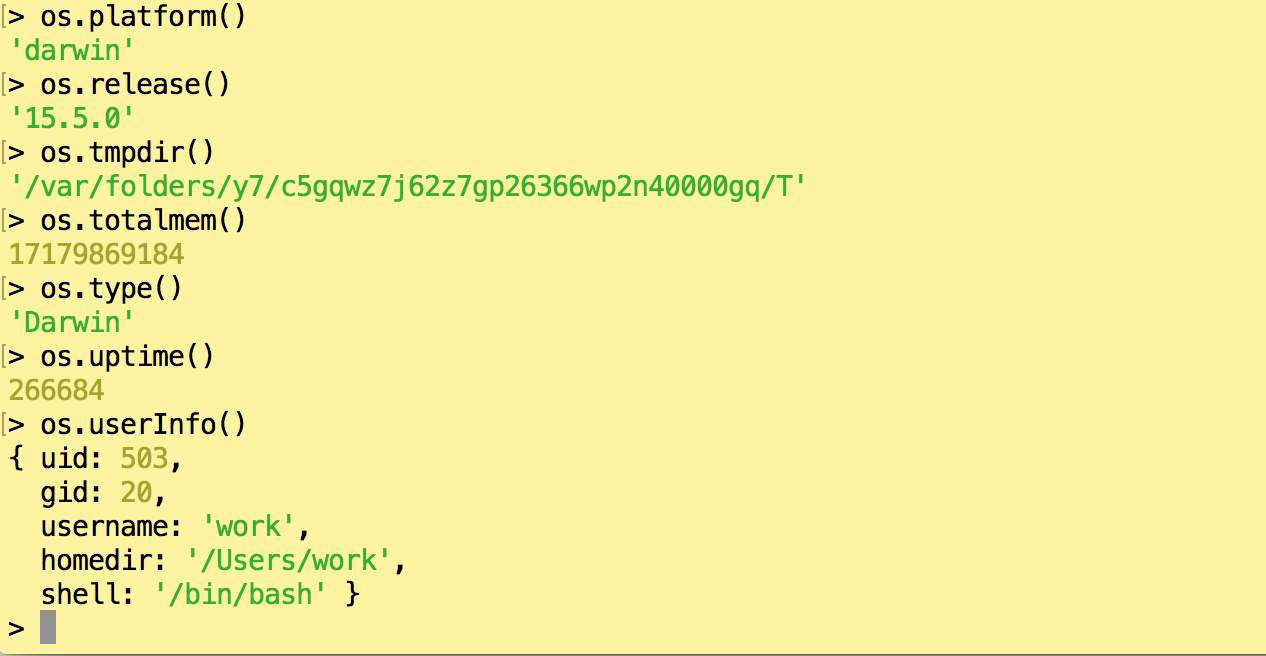 > os.platform()
'darwin'
> os.release()
'15.5.0'
> os.tmpdir()
'/var/folders/y7/c5gqwz7j62z7gp26366wp2n40000gq/T'
> os.totalmem()
17179869184
> os.type()
'Darwin'
> os.uptime()
266684
> os.userInfo()
{ uid: 503,
  gid: 20,
  username: 'work',
  homedir: '/Users/work',
  shell: '/bin/bash' }
>